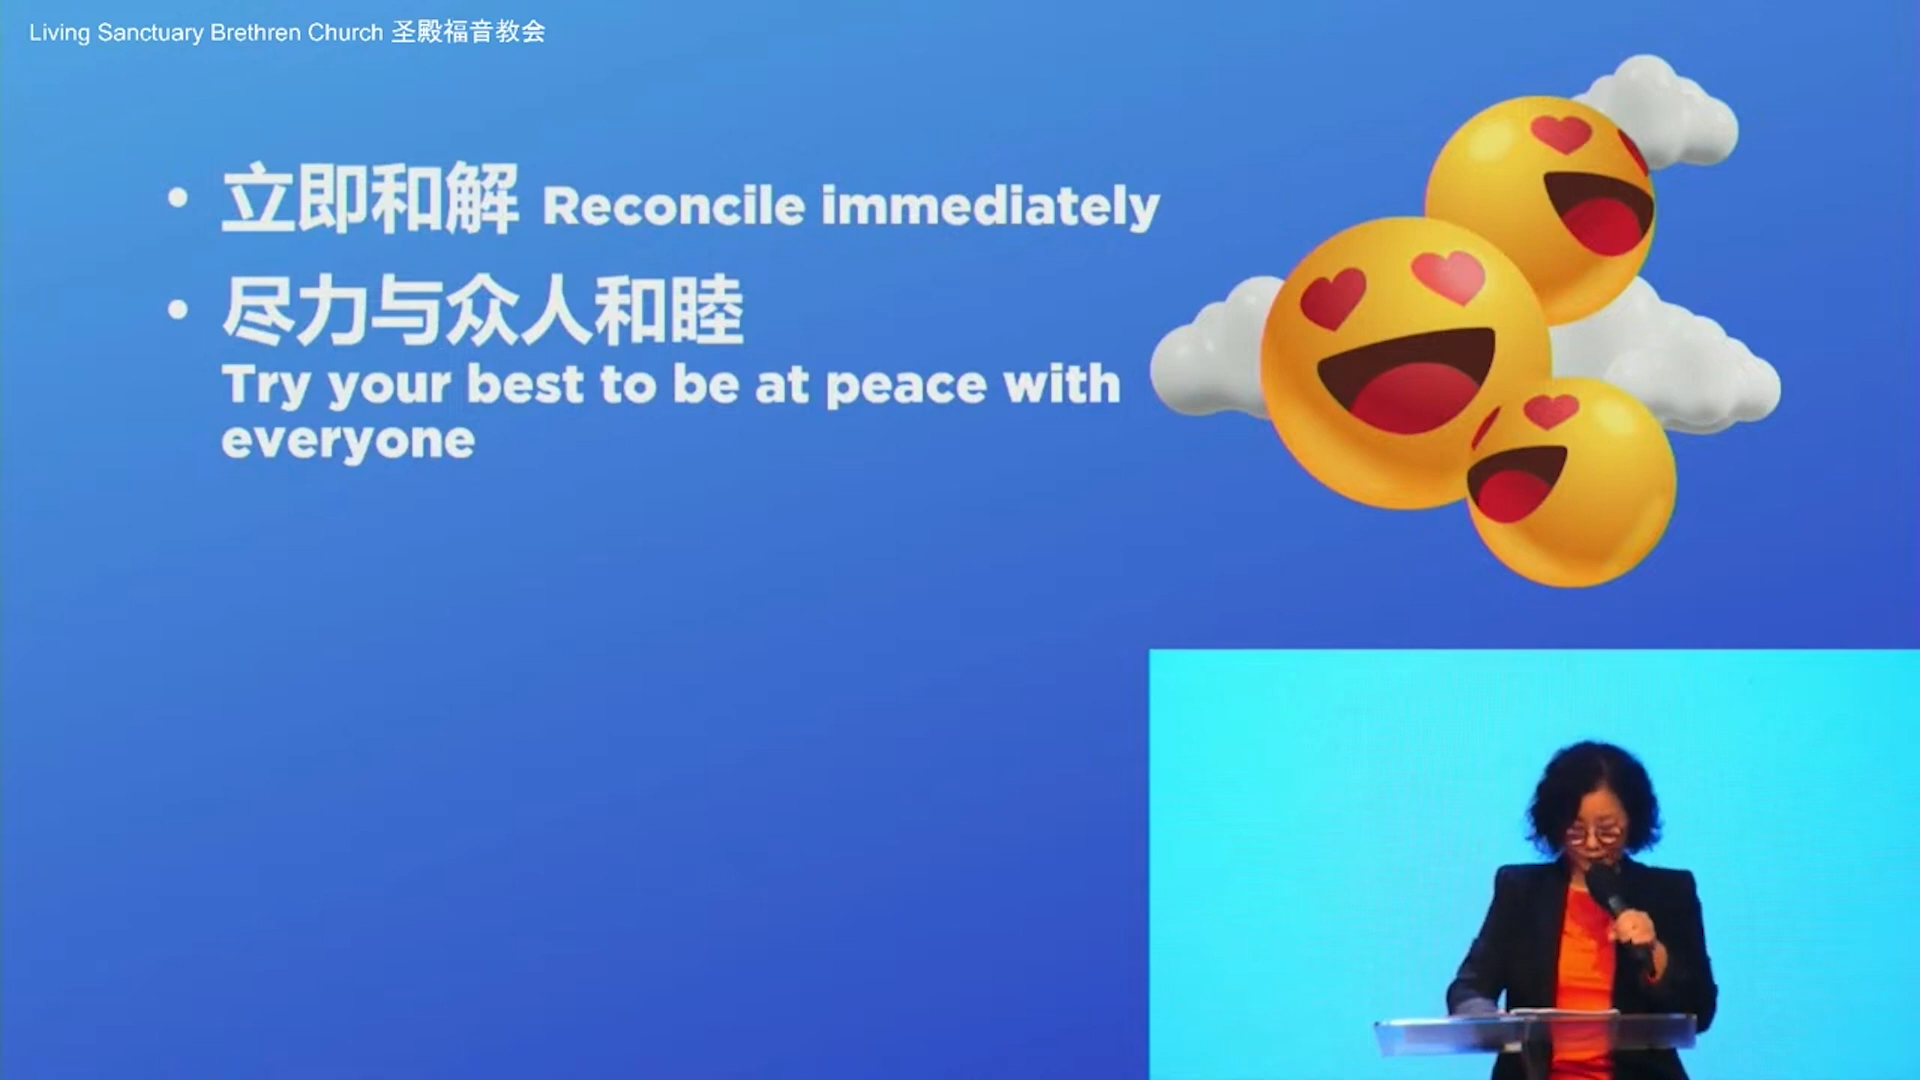 Living Sanctuary Brethren Church 圣殿福音教会
• 立即和解 Reconcile immediately
• 尽力与众人和睦
Try your best to be at peace with
everyone